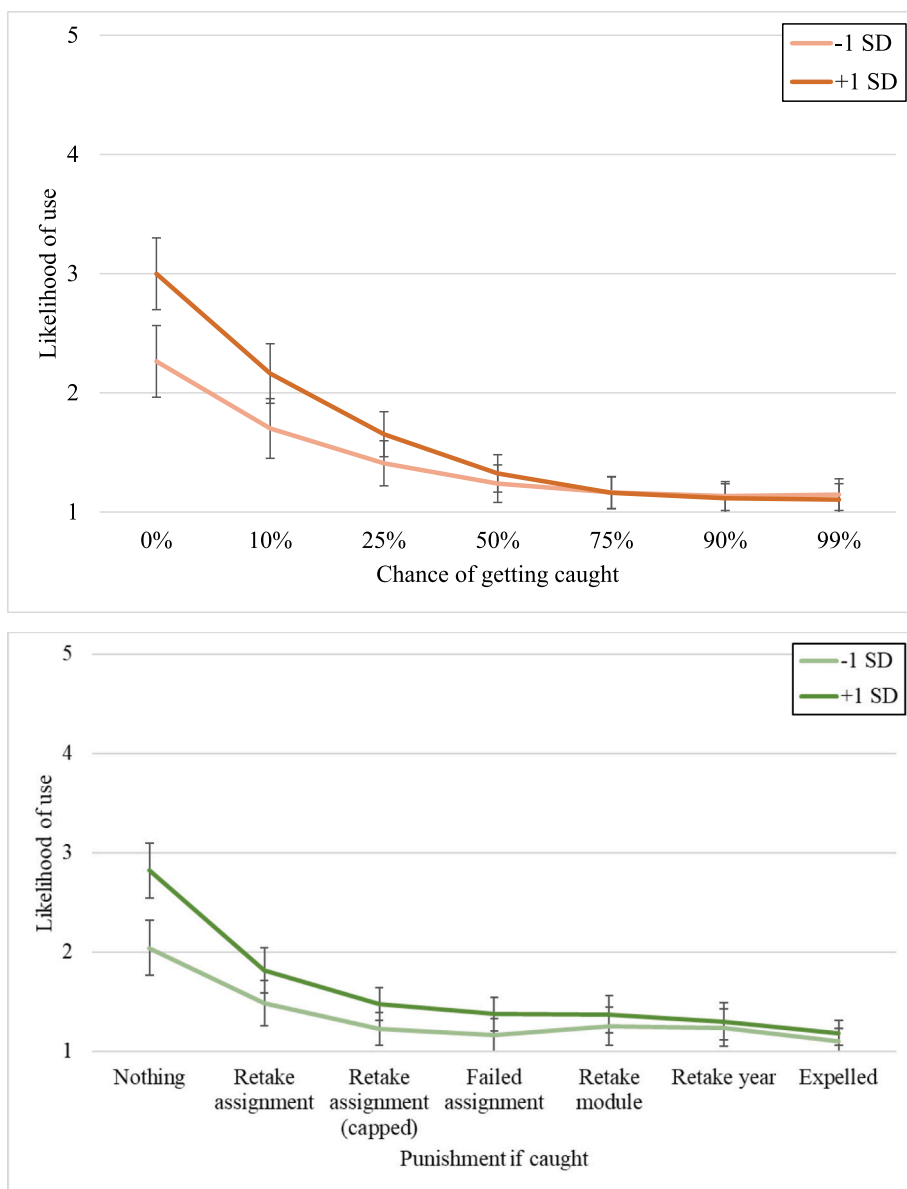 5
4
3
2
1
Likelihood of use
-1 SD
+1 SD
0% 10% 25% 50% 75% 90% 99%
Chance of getting caught
5
4
3
2
1
Likelihood of use
-1 SD
+1 SD
Nothing
Retake
assignment
Retake
assignment
(capped)
Failed
assignment
Retake
module
Retake year
Expelled
Punishment if caught